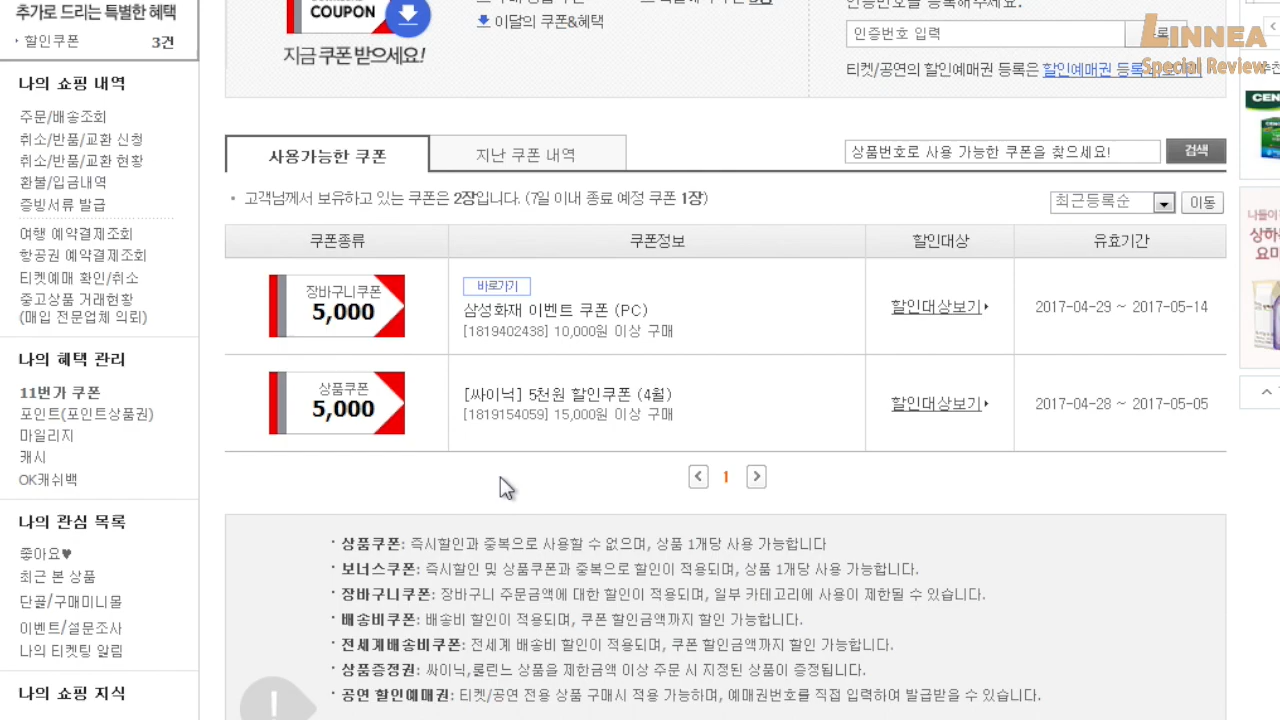 추가로 드리는 특별한 혜택
할인쿠폰 3건
나의 쇼핑 내역
주문/배송조회
취소/반품/교환 신청
취소/반품/교환 현황
환불/입금내역
증빙서류 발급
여행 예약결제조회
항공권 예약결제조회
티켓예매 확인/취소
중고상품 거래현황
(매입 전문업체 의뢰)
나의 혜택 관리
11번가 쿠폰
포인트(포인트상품권)
마일리지
캐시
OK캐쉬백
나의 관심 목록
좋아요♥
최근 본 상품
단골/구매미니몰
이벤트/설문조사
나의 티켓팅 알림
나의 쇼핑 지식
COUPON
지금 쿠폰 받으세요!
이달의 쿠폰&혜택
인증번호를 등록해주세요.
인증번호 입력
티켓/공연의 할인예매권 등록은 할인예매권 등록
LINNEA
Special Review
사용가능한 쿠폰
지난 쿠폰 내역
상품번호로 사용 가능한 쿠폰을 찾으세요!
검색
• 고객님께서 보유하고 있는 쿠폰은 2장입니다. (7일 이내 종료 예정 쿠폰 1장)
최근등록순
이동
쿠폰종류 쿠폰정보 할인대상 유효기간
장바구니쿠폰
5,000
바로가기
삼성화재 이벤트 쿠폰 (PC)
[1819402438] 10,000원 이상 구매
할인대상보기
2017-04-29 ~ 2017-05-14
상품쿠폰
5,000
[싸이닉] 5천원 할인쿠폰 (4월)
[1819154059] 15,000원 이상 구매
할인대상보기
2017-04-28 ~ 2017-05-05
< 1 >
· 상품쿠폰: 즉시할인과 중복으로 사용할 수 없으며, 상품 1개당 사용 가능합니다
· 보너스쿠폰: 즉시할인 및 상품쿠폰과 중복으로 할인이 적용되며, 상품 1개당 사용 가능합니다.
· 장바구니쿠폰: 장바구니 주문금액에 대한 할인이 적용되며, 일부 카테고리에 사용이 제한될 수 있습니다.
· 배송비쿠폰: 배송비 할인이 적용되며, 쿠폰 할인금액까지 할인 가능합니다.
· 전세계배송비쿠폰: 전세계 배송비 할인이 적용되며, 쿠폰 할인금액까지 할인 가능합니다.
· 상품증정권: 싸이닉,롤린느 상품을 제한금액 이상 주문 시 지정된 상품이 증정됩니다.
· 공연 할인예매권: 티켓/공연 전용 상품 구매시 적용 가능하며, 예매권번호를 직접 입력하여 발급받을 수 있습니다.